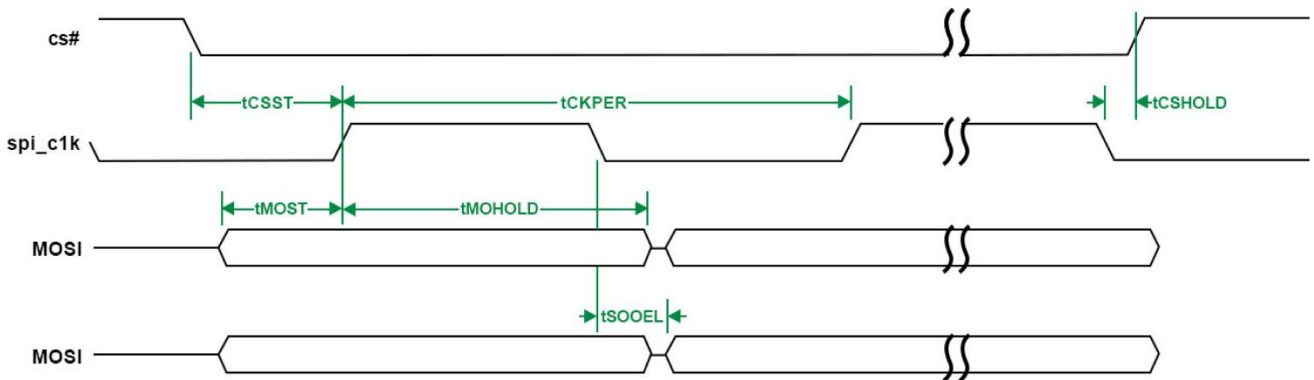 cs#
tCSST tCKPER tCSHOLD
spi_c1k
tMOST tMOHOLD
MOSI
tSOOEL
MOSI